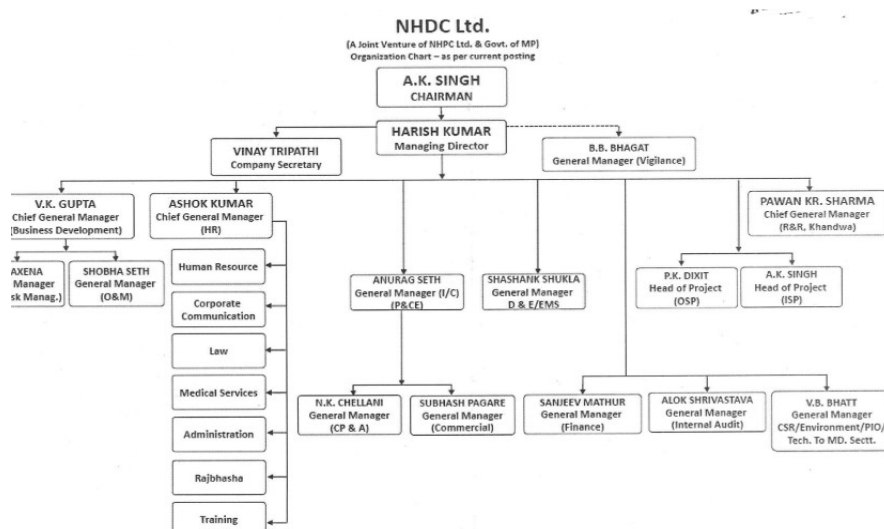 NHDC Ltd.
(A Joint Venture of NHPC Ltd. & Govt. of MP)
Organization Chart – as per current posting
A.K. SINGH
CHAIRMAN
HARISH KUMAR
Managing Director
VINAY TRIPATHI
Company Secretary
B.B. BHAGAT
General Manager (Vigilance)
V.K. GUPTA
Chief General Manager
(Business Development)
ASHOK KUMAR
Chief General Manager
(HR)
PAWAN KR. SHARMA
Chief General Manager
(R&R, Khandwa)
AXENA
Manager
sk Manag.)
SHOBHA SETH
General Manager
(O&M)
Human Resource
Corporate
Communication
Law
Medical Services
Administration
Rajbhasha
Training
ANURAG SETH
General Manager (I/C)
(P&CE)
SHASHANK SHUKLA
General Manager
D & E/EMS
P.K. DIXIT
Head of Project
(OSP)
A.K. SINGH
Head of Project
(ISP)
N.K. CHELLANI
General Manager
(CP & A)
SUBHASH PAGARE
General Manager
(Commercial)
SANJEEV MATHUR
General Manager
(Finance)
ALOK SHRIVASTAVA
General Manager
(Internal Audit)
V.B. BHATT
General Manager
CSR/Environment/PIO/
Tech. To MD. Sectt.